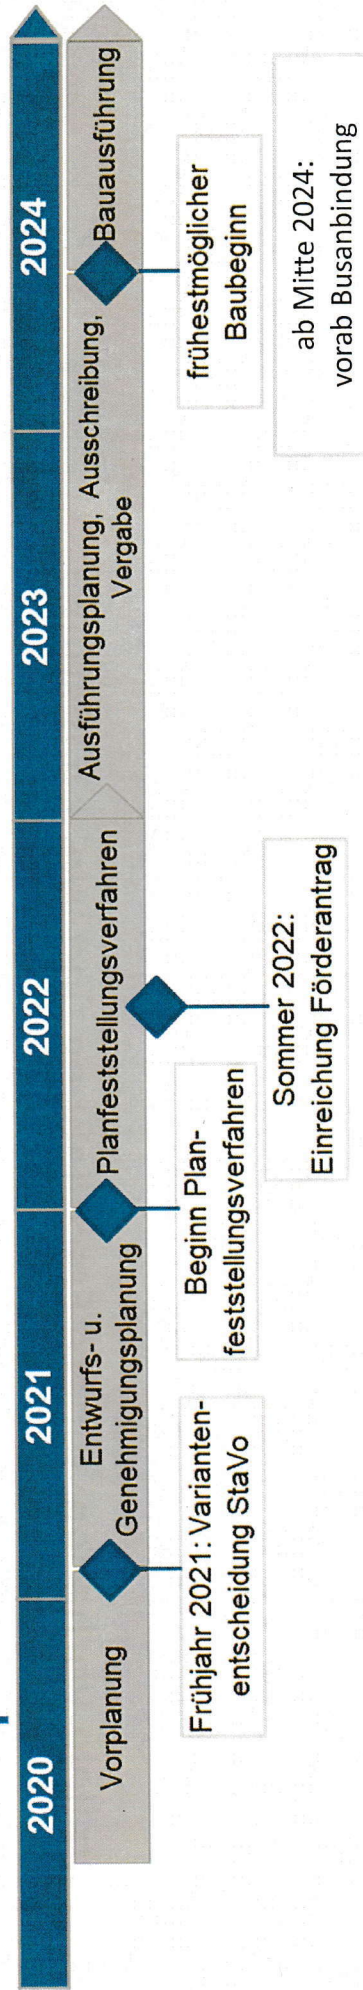 2020
2021
2022
2023
2024
Vorplanung
Entwurfs- u.
Genehmigungsplanung
Planfeststellungsverfahren
Ausführungsplanung, Ausschreibung,
Vergabe
Bauausführung
Frühjahr 2021: Varianten-
entscheidung StaVo
Beginn Plan-
feststellungsverfahren
Sommer 2022:
Einreichung Förderantrag
frühestmöglicher
Baubeginn
ab Mitte 2024:
vorab Busanbindung